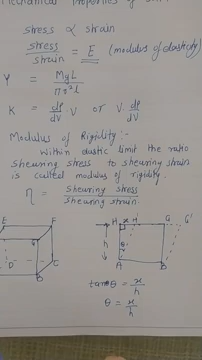 Mechanical Properties of
stress ∝ strain
stress / strain = E (modulus of elasticity)
Y = MgL / πr²l
K = dP/dV V or V dP/dV
Modulus of Rigidity:-
Within elastic limit the ratio
Shearing stress to shearing strain
is called modulus of rigidity.
η = Shearing stress / Shearing strain
E F
H x H' G G'
h
θ
D C
A B
tanθ = x/h
θ = x/h